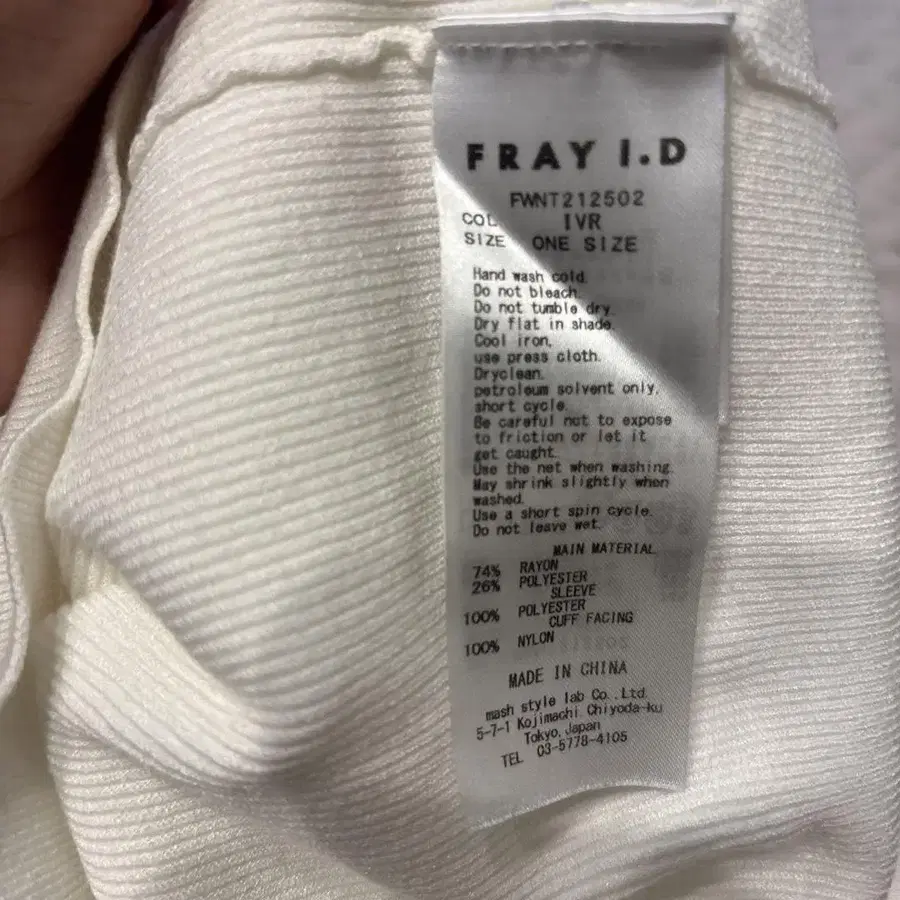 FRAY I.D
FWNT212502
COL IVR
SIZE ONE SIZE
Hand wash cold.
Do not bleach.
Do not tumble dry.
Dry flat in shade.
Cool iron,
use press cloth.
Dryclean.
petroleum solvent only,
short cycle.
Be careful not to expose
to friction or let it
get caught.
Use the net when washing.
May shrink slightly when
washed.
Use a short spin cycle.
Do not leave wet.
MAIN MATERIAL
74% RAYON
26% POLYESTER
SLEEVE
100% POLYESTER
CUFF FACING
100% NYLON
MADE IN CHINA
mash style lab Co.,Ltd.
5-7-1 Kojimachi Chiyoda-ku
Tokyo,Japan
TEL 03-5778-4105